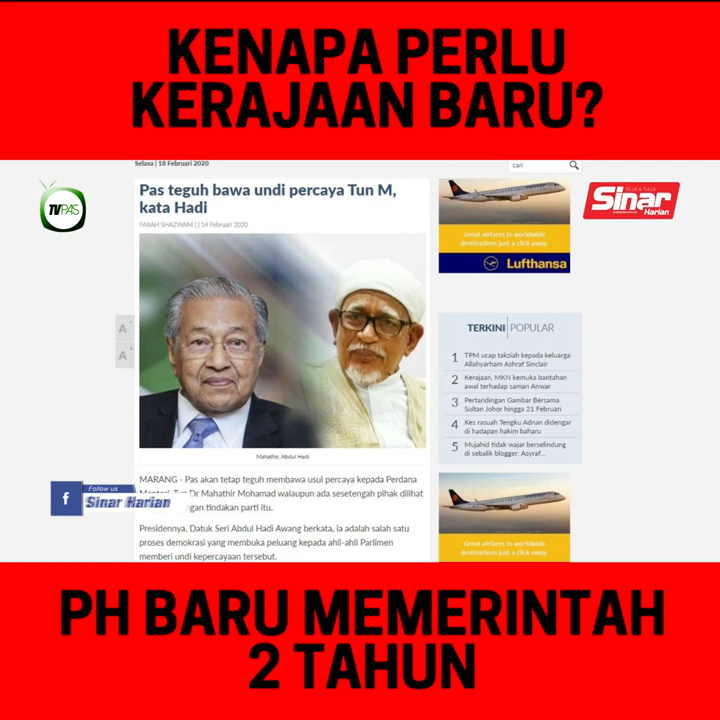 KENAPA PERLU
KERAJAAN BARU?
Selasa | 18 Februari 2020
cari
TVPAS
Pas teguh bawa undi percaya Tun M,
kata Hadi
FARAH SHAZWANI | | 14 Februari 2020
Great airfares to worldwide
destinations just a click away.
Lufthansa
TELUS & TULUS
Sinar
Harian
A+
A+
TERKINI | POPULAR
1 TPM ucap takziah kepada keluarga
Allahyarham Ashraf Sinclair
2 Kerajaan, MKN kemuka bantahan
awal terhadap saman Anwar
3 Pertandingan Gambar Bersama
Sultan Johor hingga 21 Februari
4 Kes rasuah Tengku Adnan didengar
di hadapan hakim baharu
5 Mujahid tidak wajar berselindung
di sebalik blogger: Asyraf...
Mahathir, Abdul Hadi
MARANG - Pas akan tetap teguh membawa usul percaya kepada Perdana
Dr Mahathir Mohamad walaupun ada sesetengah pihak dilihat
tindakan parti itu.
f
Follow us
Sinar Harian
Presidennya, Datuk Seri Abdul Hadi Awang berkata, ia adalah salah satu
proses demokrasi yang membuka peluang kepada ahli-ahli Parlimen
memberi undi kepercayaan tersebut.
Great airfares to worldwide
destinations just a click away.
PH BARU MEMERINTAH
2 TAHUN